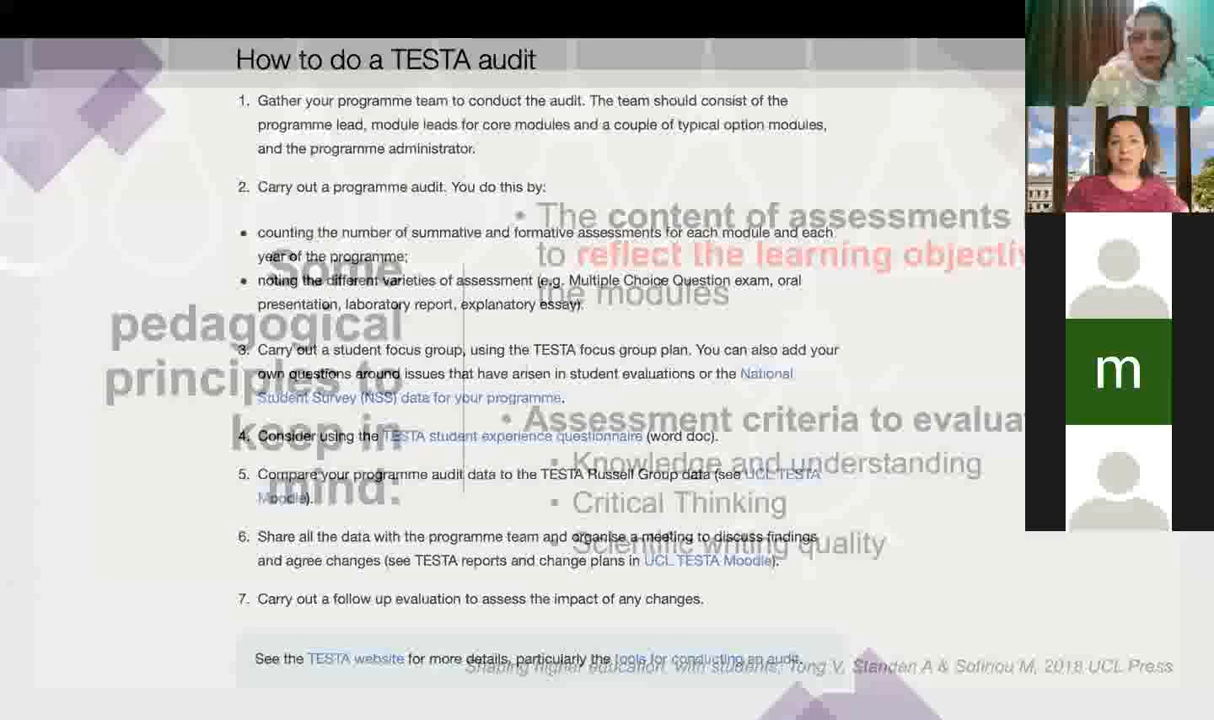 How to do a TESTA audit
1. Gather your programme team to conduct the audit. The team should consist of the
programme lead, module leads for core modules and a couple of typical option modules,
and the programme administrator.
2. Carry out a programme audit. You do this by:
• counting the number of summative and formative assessments for each module and each
year of the programme;
• noting the different varieties of assessment (e.g. Multiple Choice Question exam, oral
presentation, laboratory report, explanatory essay).
3. Carry out a student focus group, using the TESTA focus group plan. You can also add your
own questions around issues that have arisen in student evaluations or the National
Student Survey (NSS) data for your programme.
4. Consider using the TESTA student experience questionnaire (word doc).
5. Compare your programme audit data to the TESTA Russell Group data (see UCL TESTA
Moodle).
6. Share all the data with the programme team and organise a meeting to discuss findings
and agree changes (see TESTA reports and change plans in UCL TESTA Moodle).
7. Carry out a follow up evaluation to assess the impact of any changes.
See the TESTA website for more details, particularly the tools for conducting an audit.
Some
pedagogical
principles to
keep in
mind:
• The content of assessments
to reflect the learning objectiv
the modules
• Assessment criteria to evalua
• Knowledge and understanding
• Critical Thinking
• Scientific writing quality
Shaping higher education with students, Tong V, Standen A & Sotiriou M, 2018 UCL Press
m